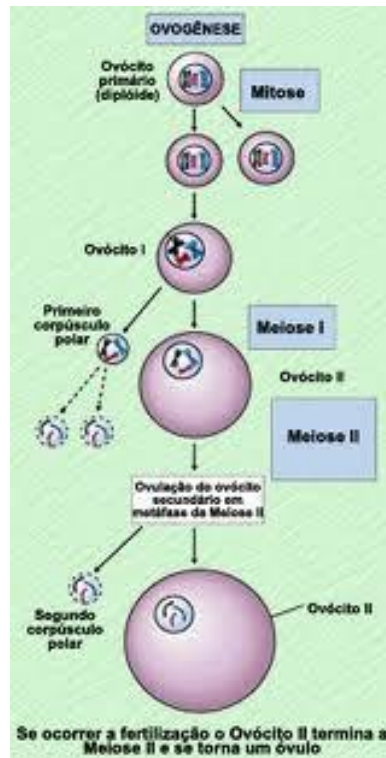 OVOGÊNESE
Ovócito
primário
(diplóide)
Mitose
Ovócito I
Primeiro
corpúsculo
polar
Meiose I
Ovócito II
Meiose II
Ovulação do ovócito
secundário em
metáfase da Meiose II
Segundo
corpúsculo
polar
Ovócito II
Se ocorrer a fertilização o Ovócito II termina a
Meiose II e se torna um óvulo